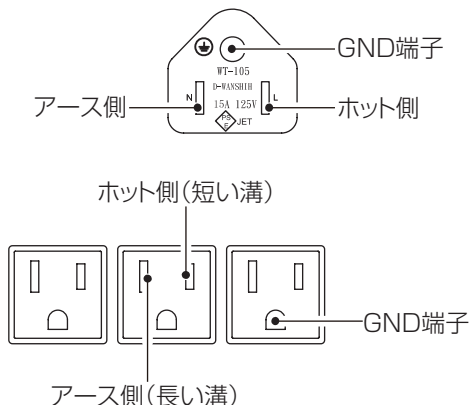 GND端子
WT-105
D-WANSHIH
N
L
15A 125V
アース側
ホット側
PS
E
JET
ホット側(短い溝)
GND端子
アース側(長い溝)